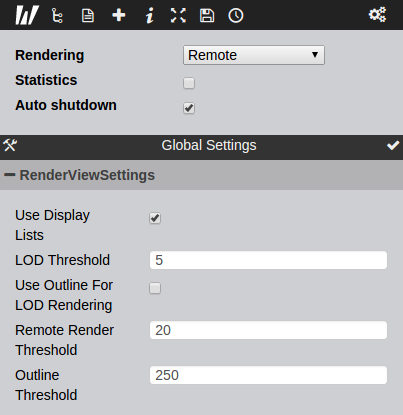 Rendering
Remote
Statistics
Auto shutdown
Global Settings
RenderViewSettings
Use Display
Lists
LOD Threshold
5
Use Outline For
LOD Rendering
Remote Render
Threshold
20
Outline
Threshold
250